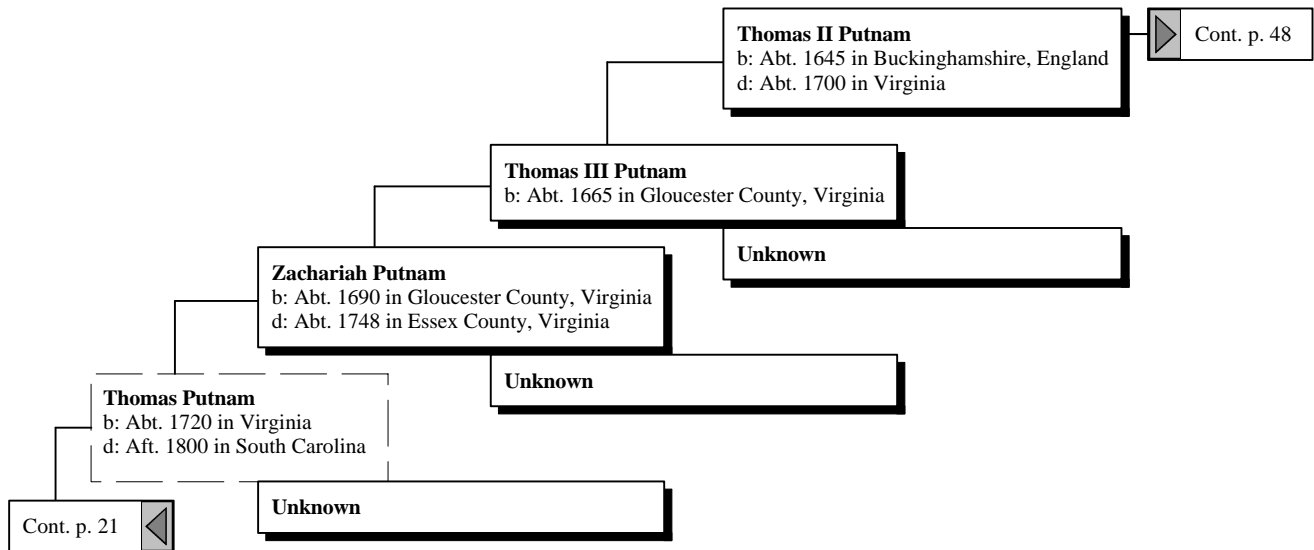 Thomas II Putnam
b: Abt. 1645 in Buckinghamshire, England
d: Abt. 1700 in Virginia
Cont. p. 48
Thomas III Putnam
b: Abt. 1665 in Gloucester County, Virginia
Unknown
Zachariah Putnam
b: Abt. 1690 in Gloucester County, Virginia
d: Abt. 1748 in Essex County, Virginia
Unknown
Thomas Putnam
b: Abt. 1720 in Virginia
d: Aft. 1800 in South Carolina
Unknown
Cont. p. 21